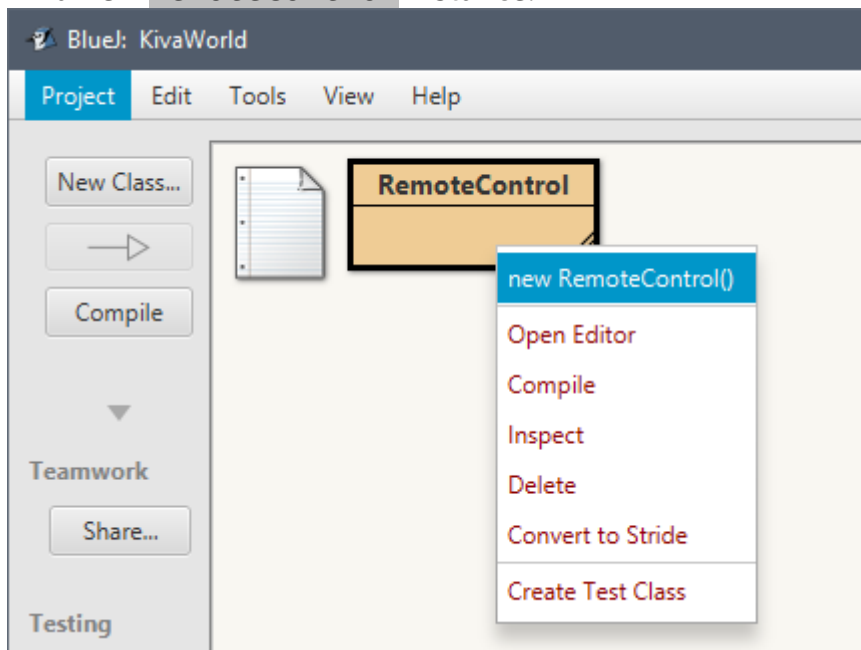 BlueJ: KivaWorld
Project Edit Tools View Help
New Class...
RemoteControl
new RemoteControl()
Compile
Open Editor
Compile
Inspect
Delete
Teamwork
Share...
Convert to Stride
Create Test Class
Testing